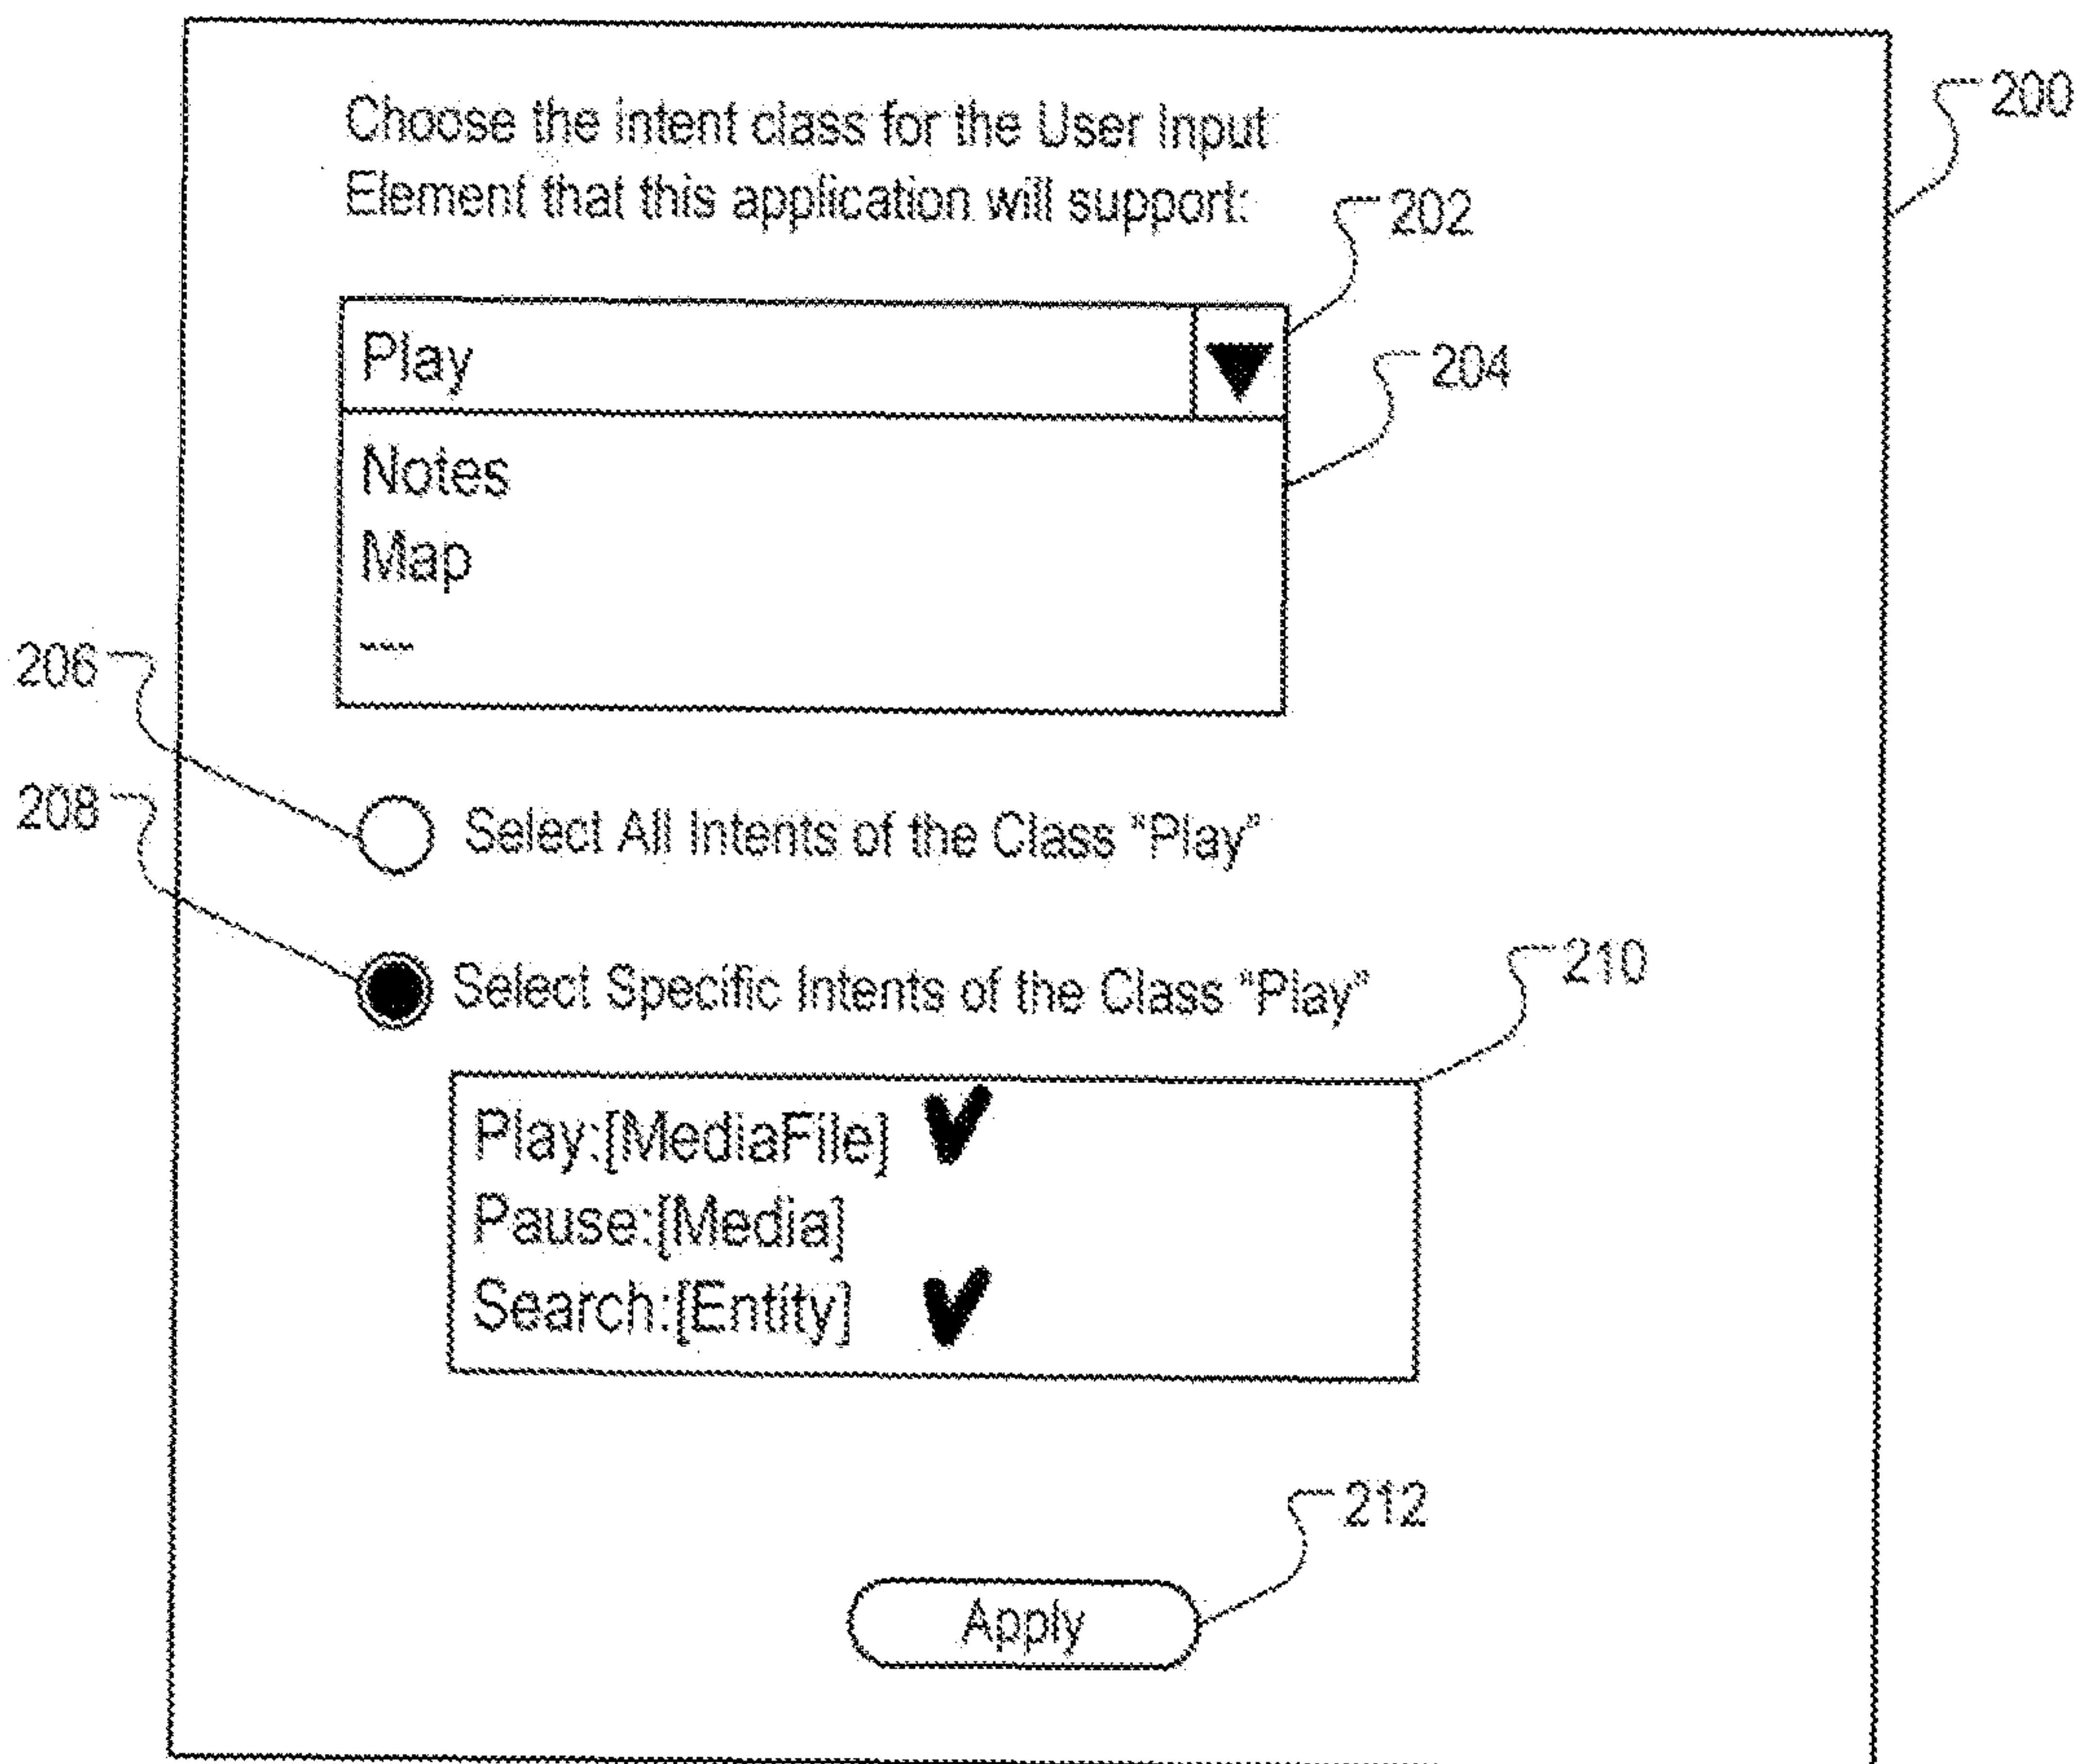 200
Choose the Intent class for the User Input
Element that this application will support:
202
Play
204
Notes
Map
---
206
Select All Intents of the Class "Play"
208
Select Specific Intents of the Class "Play"
210
Play:[MediaFile]
Pause:[Media]
Search:[Entity]
212
Apply